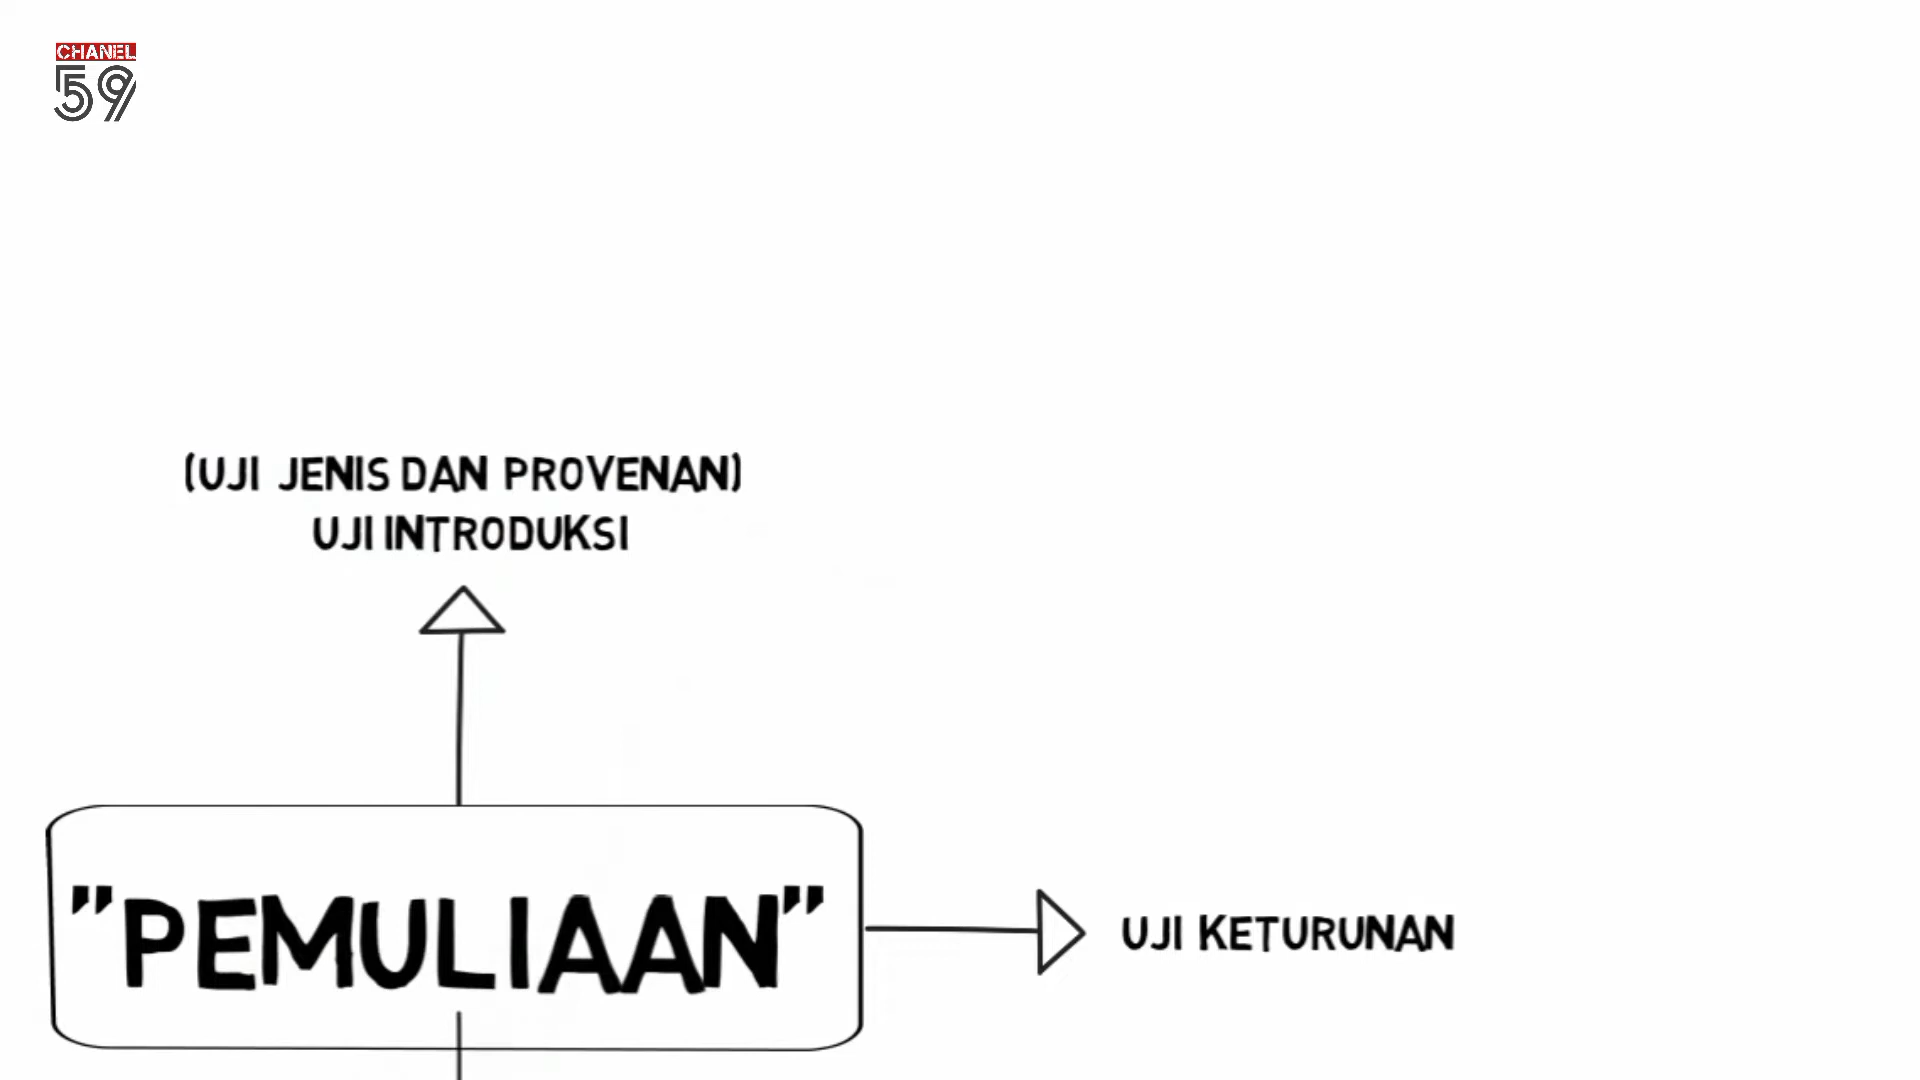 CHANEL
59
(UJI JENIS DAN PROVENAN)
UJI INTRODUKSI
"PEMULIAAN"
UJI KETURUNAN